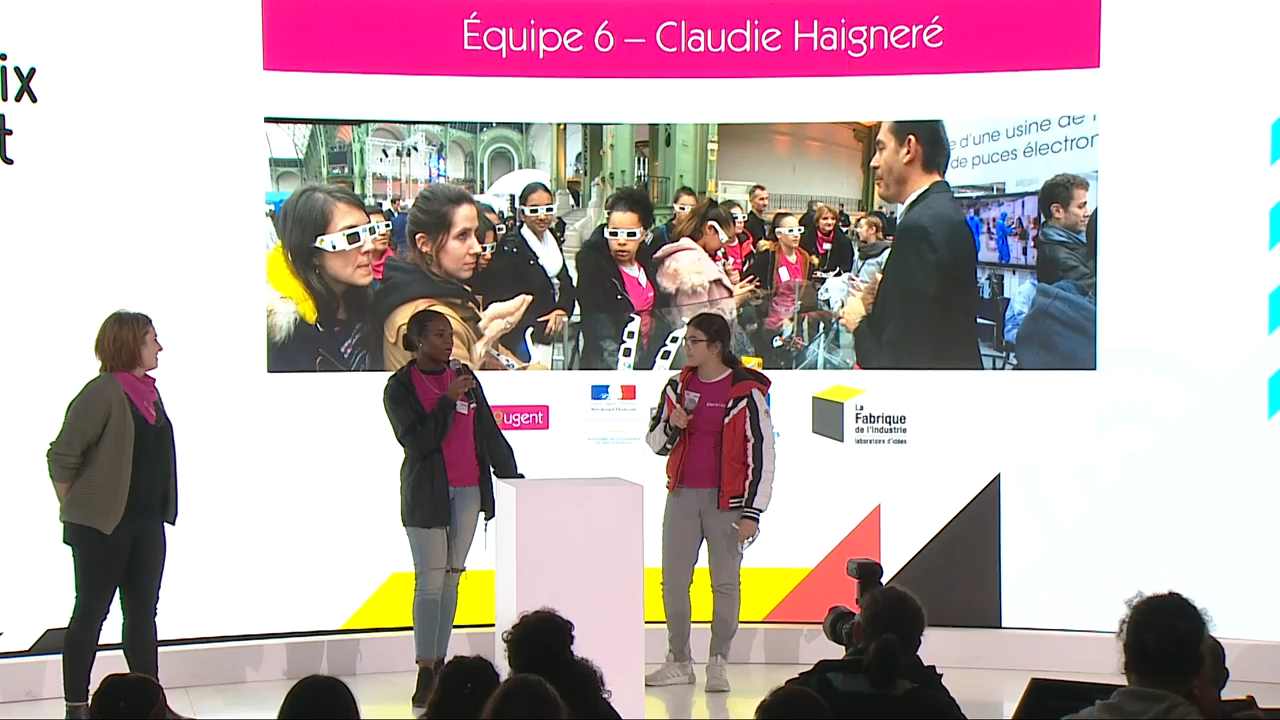 Équipe 6 – Claudie Haigneré
ix
t
e d'une usine de
de puces électron
ugent
La
Fabrique
de l'industrie
laboratoire d'idées